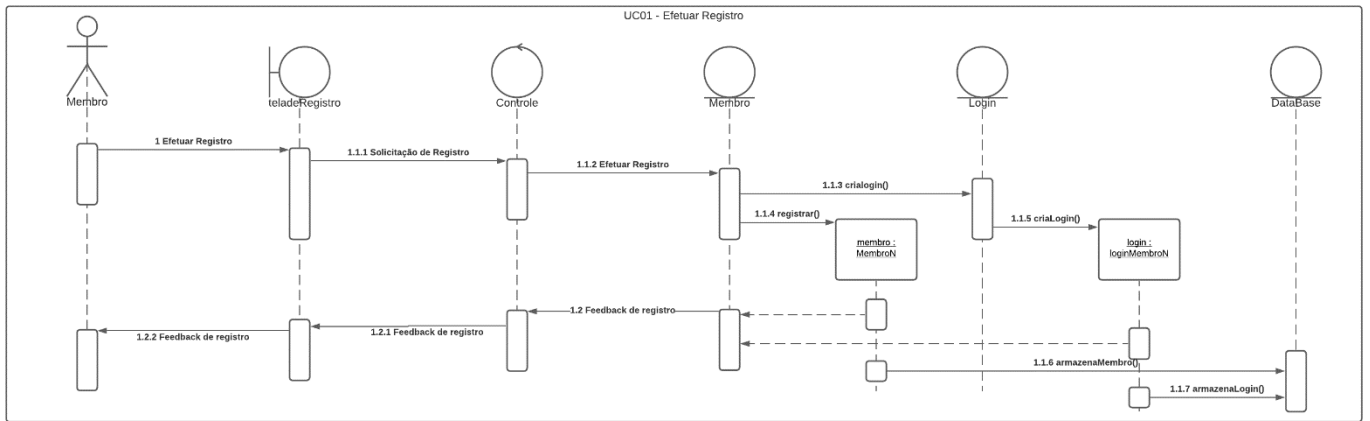 UC01 - Efetuar Registro
Membro
teladeRegistro
Controle
Membro
Login
DataBase
1 Efetuar Registro
1.1.1 Solicitação de Registro
1.1.2 Efetuar Registro
1.1.3 crialogin()
1.1.4 registrar()
1.1.5 criaLogin()
membro :
MembroN
login :
loginMembroN
1.2 Feedback de registro
1.2.1 Feedback de registro
1.2.2 Feedback de registro
1.1.6 armazenaMembro()
1.1.7 armazenaLogin()